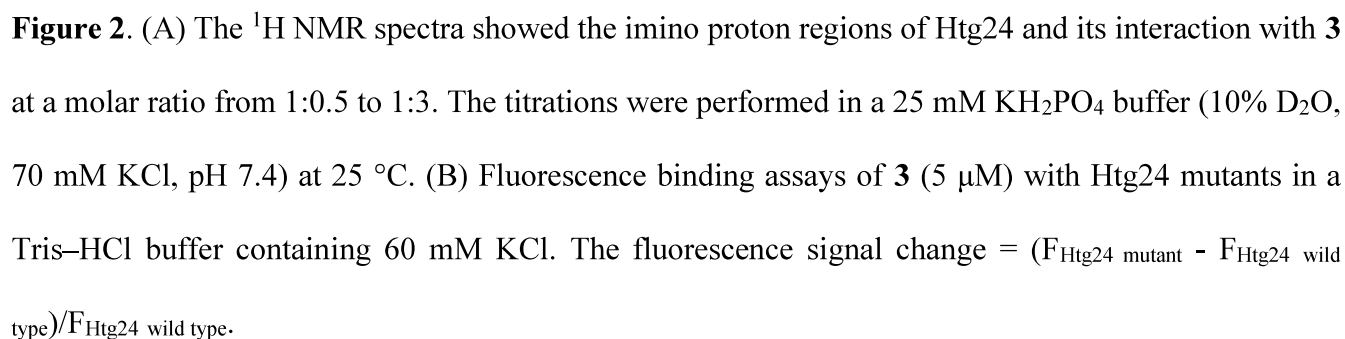 Figure 2. (A) The ¹H NMR spectra showed the imino proton regions of Htg24 and its interaction with 3
at a molar ratio from 1:0.5 to 1:3. The titrations were performed in a 25 mM KH₂PO₄ buffer (10% D₂O,
70 mM KCl, pH 7.4) at 25 °C. (B) Fluorescence binding assays of 3 (5 μM) with Htg24 mutants in a
Tris–HCl buffer containing 60 mM KCl. The fluorescence signal change = (F Htg24 mutant - F Htg24 wild
type)/F Htg24 wild type.